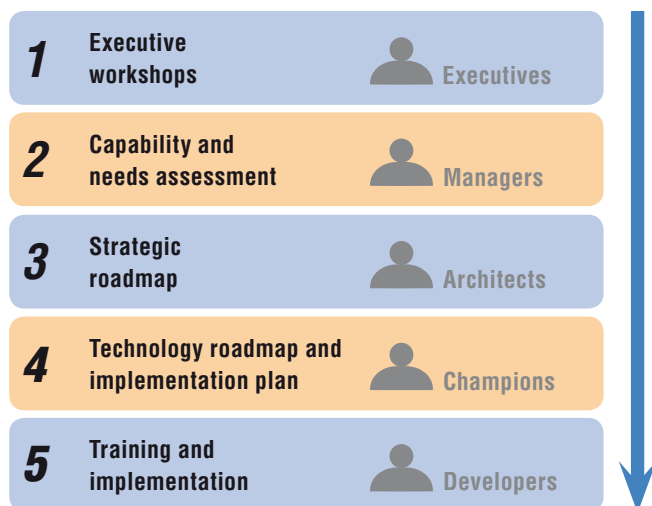 1
Executive
workshops
Executives
2
Capability and
needs assessment
Managers
3
Strategic
roadmap
Architects
4
Technology roadmap and
implementation plan
Champions
5
Training and
implementation
Developers